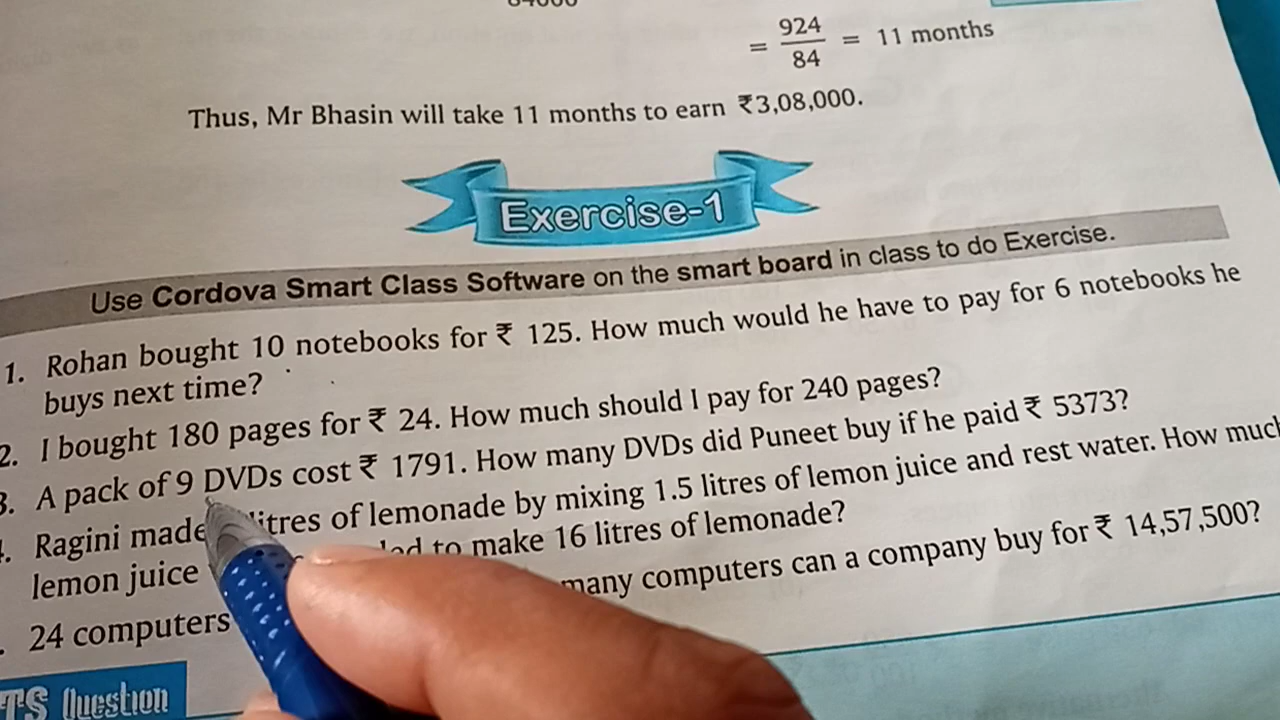 = 924/84 = 11 months
Thus, Mr Bhasin will take 11 months to earn ₹3,08,000.
Exercise-1
Use Cordova Smart Class Software on the smart board in class to do Exercise.
1. Rohan bought 10 notebooks for ₹ 125. How much would he have to pay for 6 notebooks he
buys next time?
2. I bought 180 pages for ₹ 24. How much should I pay for 240 pages?
3. A pack of 9 DVDs cost ₹ 1791. How many DVDs did Puneet buy if he paid ₹ 5373?
Ragini made litres of lemonade by mixing 1.5 litres of lemon juice and rest water. How much
lemon juice to make 16 litres of lemonade?
24 computers many computers can a company buy for ₹ 14,57,500?
TS Question